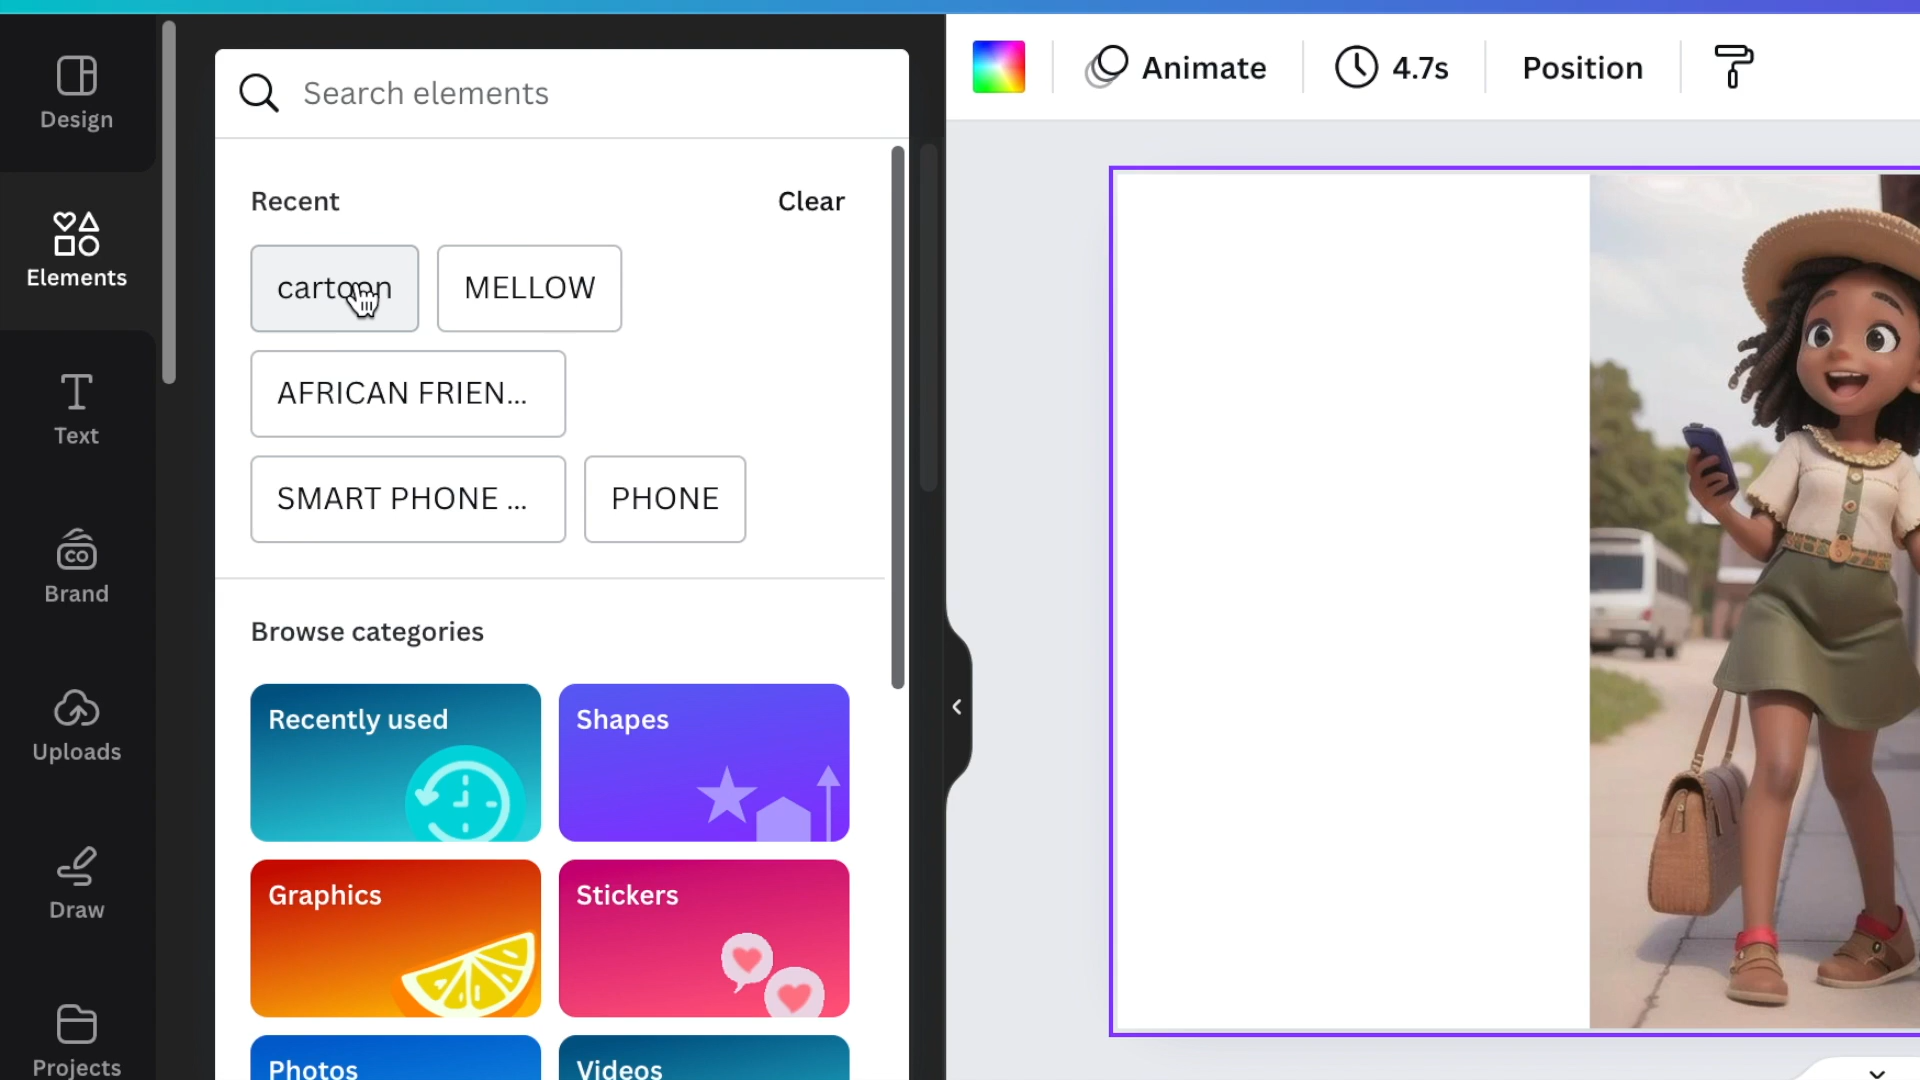 Design
Elements
Text
CO
Brand
Uploads
Draw
Projects
Search elements
Recent
Clear
cartoon
MELLOW
AFRICAN FRIEN...
SMART PHONE ...
PHONE
Browse categories
Recently used
Shapes
Graphics
Stickers
Photos
Videos
Animate
4.7s
Position